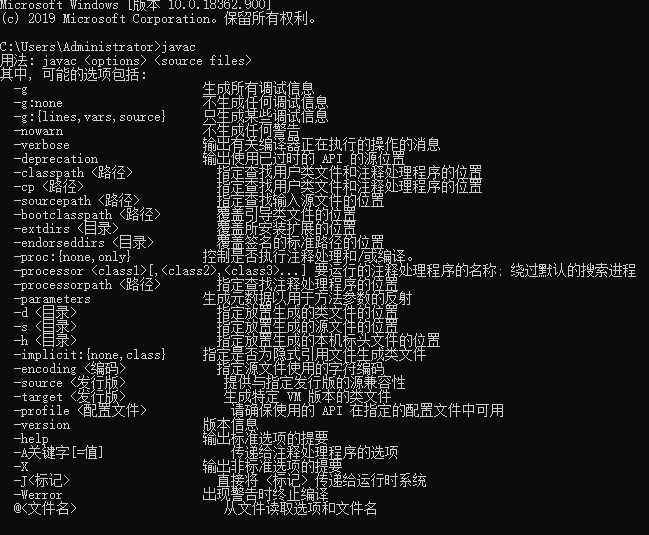 Microsoft Windows [版本 10.0.18362.900]
(c) 2019 Microsoft Corporation。保留所有权利。
C:\Users\Administrator>javac
用法: javac <options> <source files>
其中, 可能的选项包括:
-g 生成所有调试信息
-g:none 不生成任何调试信息
-g:{lines,vars,source} 只生成某些调试信息
-nowarn 不生成任何警告
-verbose 输出有关编译器正在执行的操作的消息
-deprecation 输出使用已过时的 API 的源位置
-classpath <路径> 指定查找用户类文件和注释处理程序的位置
-cp <路径> 指定查找用户类文件和注释处理程序的位置
-sourcepath <路径> 指定查找输入源文件的位置
-bootclasspath <路径> 覆盖引导类文件的位置
-extdirs <目录> 覆盖所安装扩展的位置
-endorseddirs <目录> 覆盖签名的标准路径的位置
-proc:{none,only} 控制是否执行注释处理和/或编译。
-processor <class1>[,<class2>,<class3>...] 要运行的注释处理程序的名称; 绕过默认的搜索进程
-processorpath <路径> 指定查找注释处理程序的位置
-parameters 生成元数据以用于方法参数的反射
-d <目录> 指定放置生成的类文件的位置
-s <目录> 指定放置生成的源文件的位置
-h <目录> 指定放置生成的本机标头文件的位置
-implicit:{none,class} 指定是否为隐式引用文件生成类文件
-encoding <编码> 指定源文件使用的字符编码
-source <发行版> 提供与指定发行版的源兼容性
-target <发行版> 生成特定 VM 版本的类文件
-profile <配置文件> 请确保使用的 API 在指定的配置文件中可用
-version 版本信息
-help 输出标准选项的提要
-A关键字[=值] 传递给注释处理程序的选项
-X 输出非标准选项的提要
-J<标记> 直接将 <标记> 传递给运行时系统
-Werror 出现警告时终止编译
@<文件名> 从文件读取选项和文件名